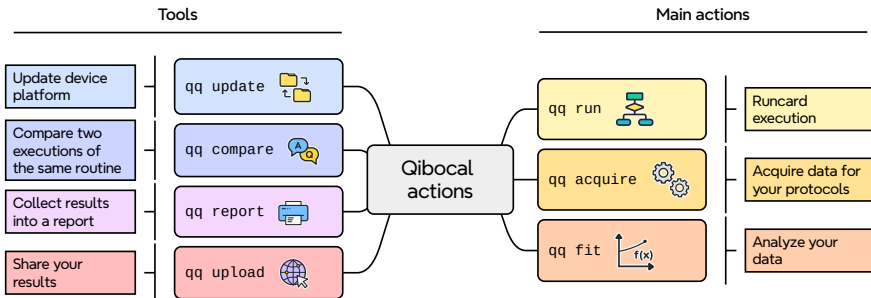 Tools
Main actions
Update device
platform
qq update
Compare two
executions of
the same routine
qq compare
A
Q
Collect results
into a report
qq report
Share your
results
qq upload
Qibocal
actions
qq run
Runcard
execution
qq acquire
Acquire data for
your protocols
qq fit
f(x)
Analyze your
data